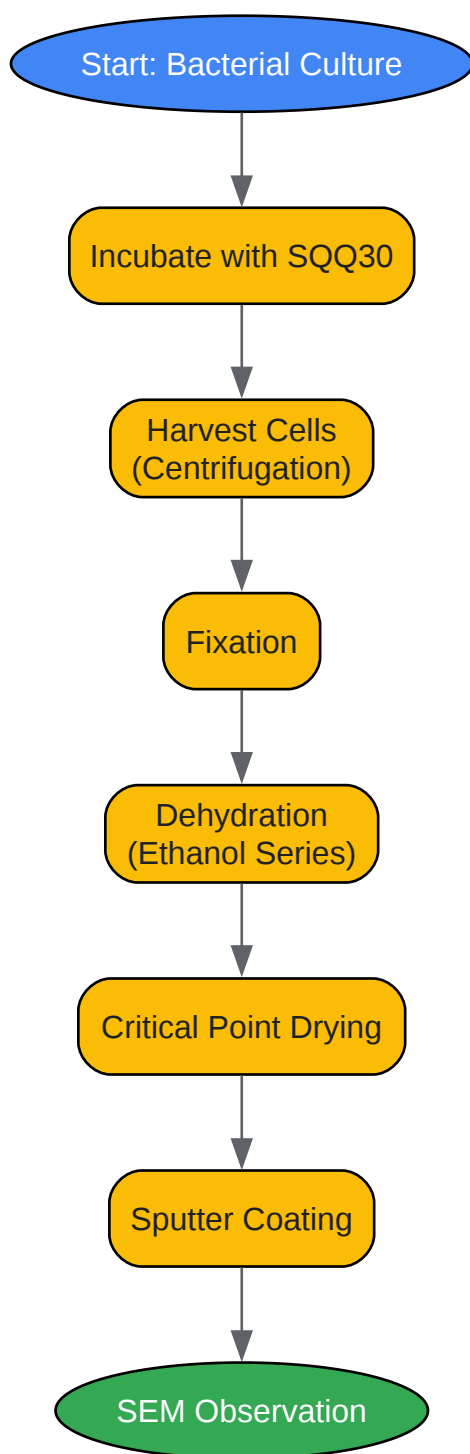 Start: Bacterial Culture
Incubate with SQQ30
Harvest Cells
(Centrifugation)
Fixation
Dehydration
(Ethanol Series)
Critical Point Drying
Sputter Coating
SEM Observation